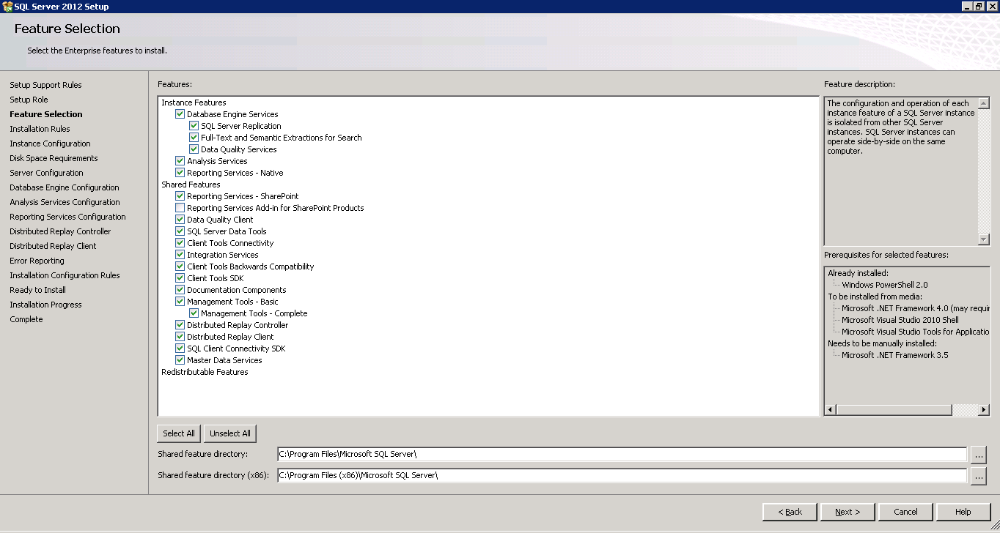 SQL Server 2012 Setup
Feature Selection
Select the Enterprise features to install.
Setup Support Rules
Setup Role
Feature Selection
Installation Rules
Instance Configuration
Disk Space Requirements
Server Configuration
Database Engine Configuration
Analysis Services Configuration
Reporting Services Configuration
Distributed Replay Controller
Distributed Replay Client
Error Reporting
Installation Configuration Rules
Ready to Install
Installation Progress
Complete
Features:
Instance Features
Database Engine Services
SQL Server Replication
Full-Text and Semantic Extractions for Search
Data Quality Services
Analysis Services
Reporting Services - Native
Shared Features
Reporting Services - SharePoint
Reporting Services Add-in for SharePoint Products
Data Quality Client
SQL Server Data Tools
Client Tools Connectivity
Integration Services
Client Tools Backwards Compatibility
Client Tools SDK
Documentation Components
Management Tools - Basic
Management Tools - Complete
Distributed Replay Controller
Distributed Replay Client
SQL Client Connectivity SDK
Master Data Services
Redistributable Features
Feature description:
The configuration and operation of each
instance feature of a SQL Server instance
is isolated from other SQL Server
instances. SQL Server instances can
operate side-by-side on the same
computer.
Prerequisites for selected features:
Already installed:
Windows PowerShell 2.0
To be installed from media:
Microsoft .NET Framework 4.0 (may requir
Microsoft Visual Studio 2010 Shell
Microsoft Visual Studio Tools for Applicatio
Needs to be manually installed:
Microsoft .NET Framework 3.5
Select All Unselect All
Shared feature directory: C:\Program Files\Microsoft SQL Server\ ...
Shared feature directory (x86): C:\Program Files (x86)\Microsoft SQL Server\ ...
< Back Next > Cancel Help